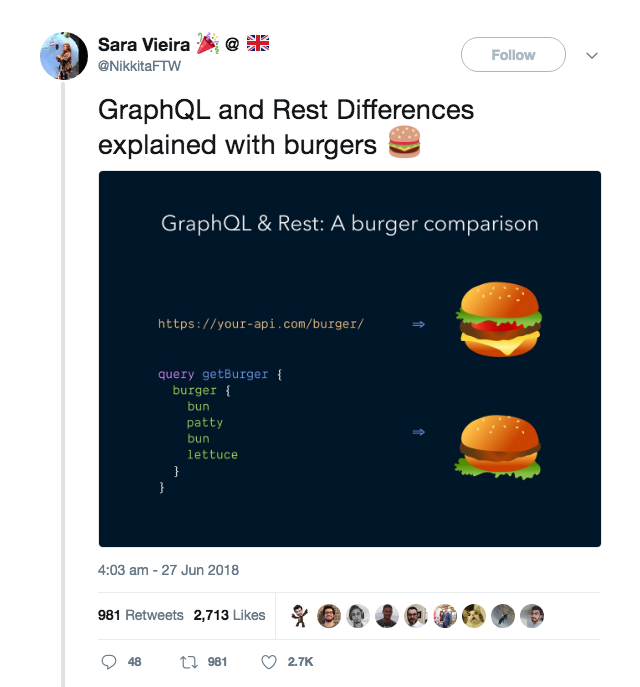 Sara Vieira 🎉 @ 🇬🇧
@NikkitaFTW
Follow
GraphQL and Rest Differences
explained with burgers 🍔
GraphQL & Rest: A burger comparison
https://your-api.com/burger/ ⇒
query getBurger {
burger {
bun
patty
bun ⇒
lettuce
}
}
4:03 am - 27 Jun 2018
981 Retweets 2,713 Likes
48 981 2.7K